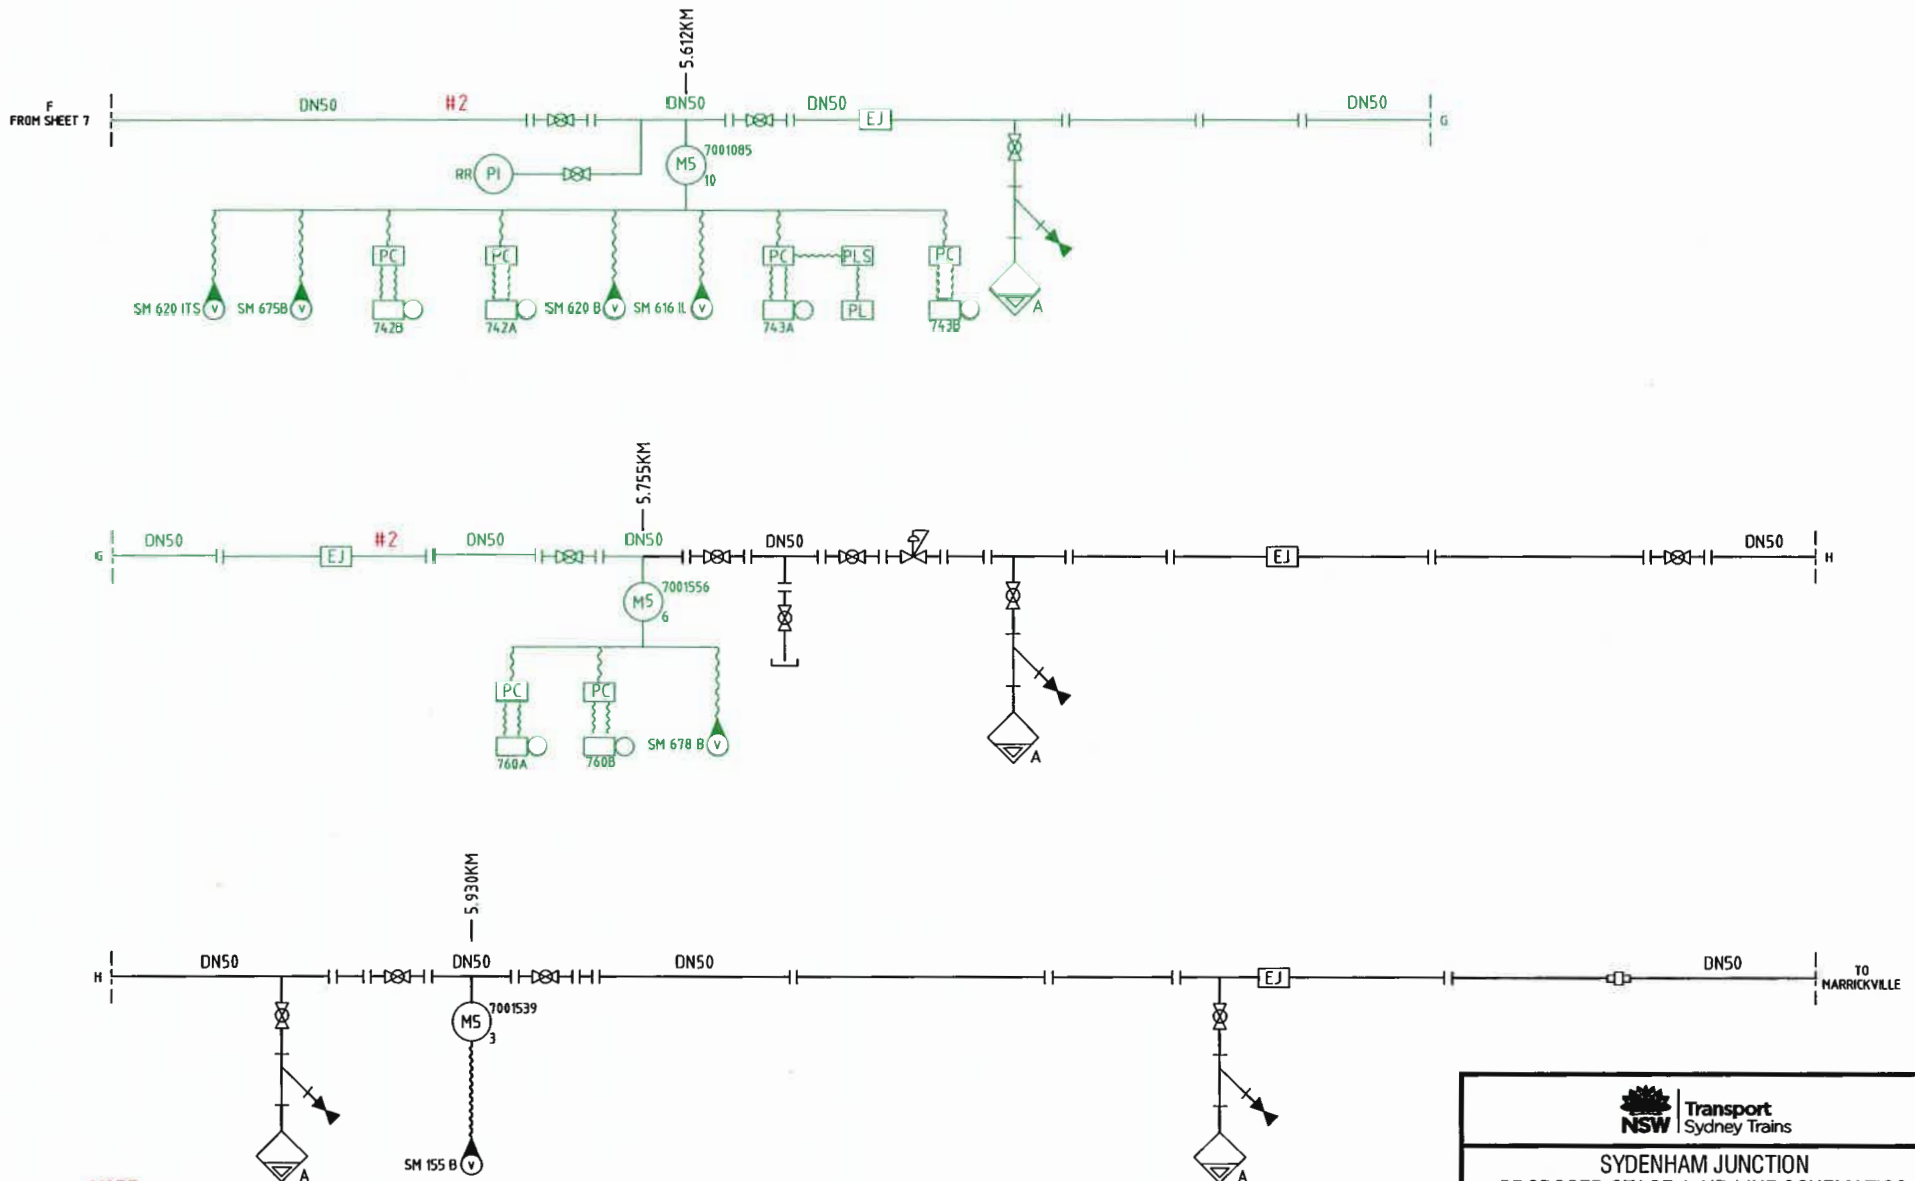 5.612KM
F
FROM SHEET 7
DN50
#2
DN50
DN50
EJ
DN50
G
RR
PI
M5
7001085
10
PC
PC
PC
PLS
PC
SM 620 ITS
V
SM 675B
V
742B
742A
SM 620 B
V
SM 616 IL
V
743A
PL
743B
A
5.755KM
G
DN50
EJ
#2
DN50
DN50
DN50
EJ
DN50
H
M5
7001556
6
PC
PC
760A
760B
SM 678 B
V
A
5.930KM
H
DN50
DN50
DN50
EJ
DN50
TO
MARRICKVILLE
M5
7001539
3
A
SM 155 B
V
A
NSW
Transport
Sydney Trains
SYDENHAM JUNCTION